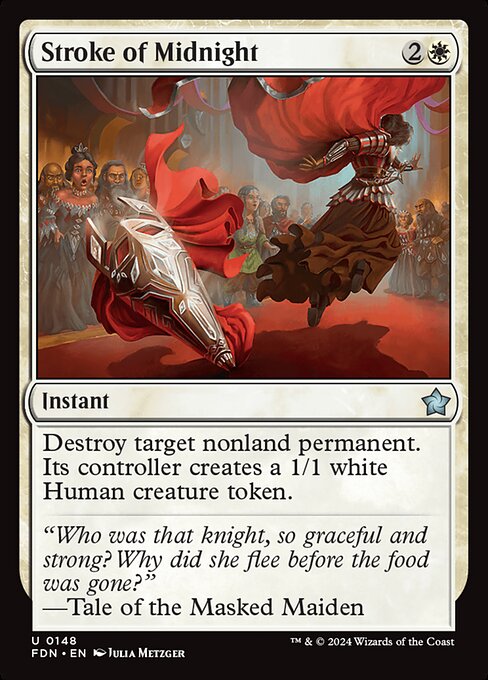 Stroke of Midnight 2
Instant
Destroy target nonland permanent.
Its controller creates a 1/1 white
Human creature token.
“Who was that knight, so graceful and
strong? Why did she flee before the food
was gone?”
—Tale of the Masked Maiden
U 0148
™ & © 2024 Wizards of the Coast
FDN • EN Julia Metzger